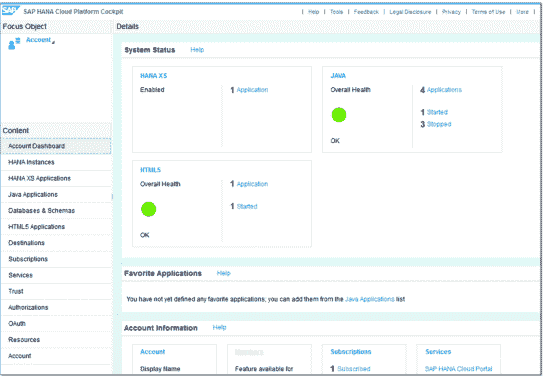 SAP SAP HANA Cloud Platform Cockpit
| Help | Tools | Feedback | Legal Disclosure | Privacy | Terms of Use | More |
Focus Object
Account
Details
System Status Help
HANA XS
Enabled
1 Application
JAVA
Overall Health
4 Applications
1 Started
3 Stopped
OK
HTML5
Overall Health
1 Application
1 Started
OK
Content
Account Dashboard
HANA Instances
HANA XS Applications
Java Applications
Databases & Schemas
HTML5 Applications
Destinations
Subscriptions
Services
Trust
Authorizations
OAuth
Resources
Account
Favorite Applications Help
You have not yet defined any favorite applications; you can add them from the Java Applications list
Account Information Help
Account
Display Name
Members
Feature available for
Subscriptions
1 Subscribed
Services
SAP HANA Cloud Portal